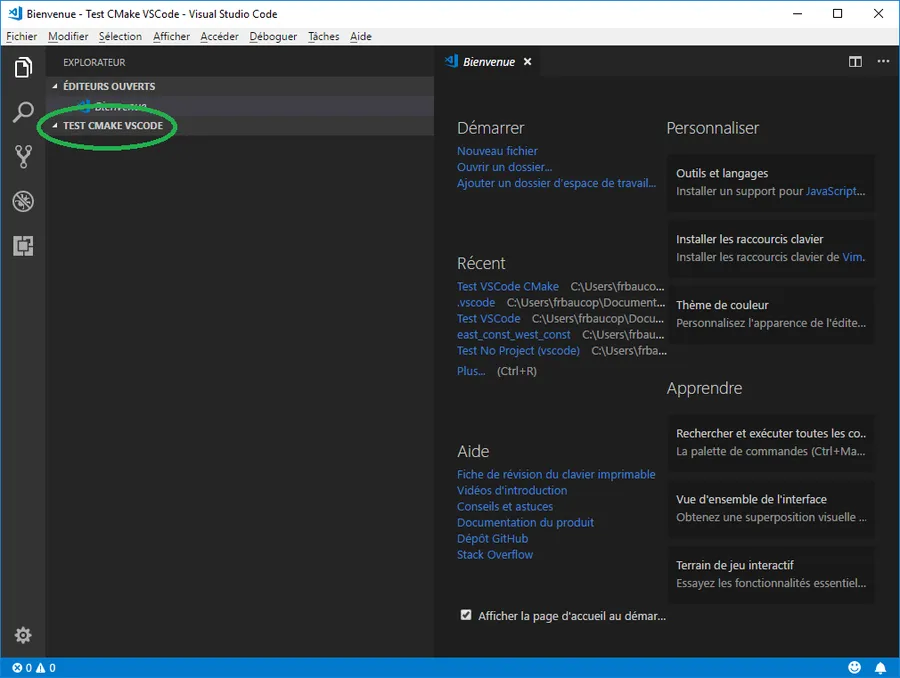 Bienvenue - Test CMake VSCode - Visual Studio Code
Fichier Modifier Sélection Afficher Accéder Déboguer Tâches Aide
EXPLORATEUR
ÉDITEURS OUVERTS
Bienvenue
TEST CMAKE VSCODE
Bienvenue
Démarrer
Nouveau fichier
Ouvrir un dossier...
Ajouter un dossier d'espace de travail...
Récent
Test VSCode CMake C:\Users\frbauco...
.vscode C:\Users\frbaucop\Document...
Test VSCode C:\Users\frbaucop\Docu...
east_const_west_const C:\Users\frbau...
Test No Project (vscode) C:\Users\frba...
Plus... (Ctrl+R)
Aide
Fiche de révision du clavier imprimable
Vidéos d'introduction
Conseils et astuces
Documentation du produit
Dépôt GitHub
Stack Overflow
Afficher la page d'accueil au démar...
Personnaliser
Outils et langages
Installer un support pour JavaScript...
Installer les raccourcis clavier
Installer les raccourcis clavier de Vim.
Thème de couleur
Personnalisez l'apparence de l'édite...
Apprendre
Rechercher et exécuter toutes les co..
La palette de commandes (Ctrl+Ma...
Vue d'ensemble de l'interface
Obtenez une superposition visuelle ...
Terrain de jeu interactif
Essayez les fonctionnalités essentiel...
0 0